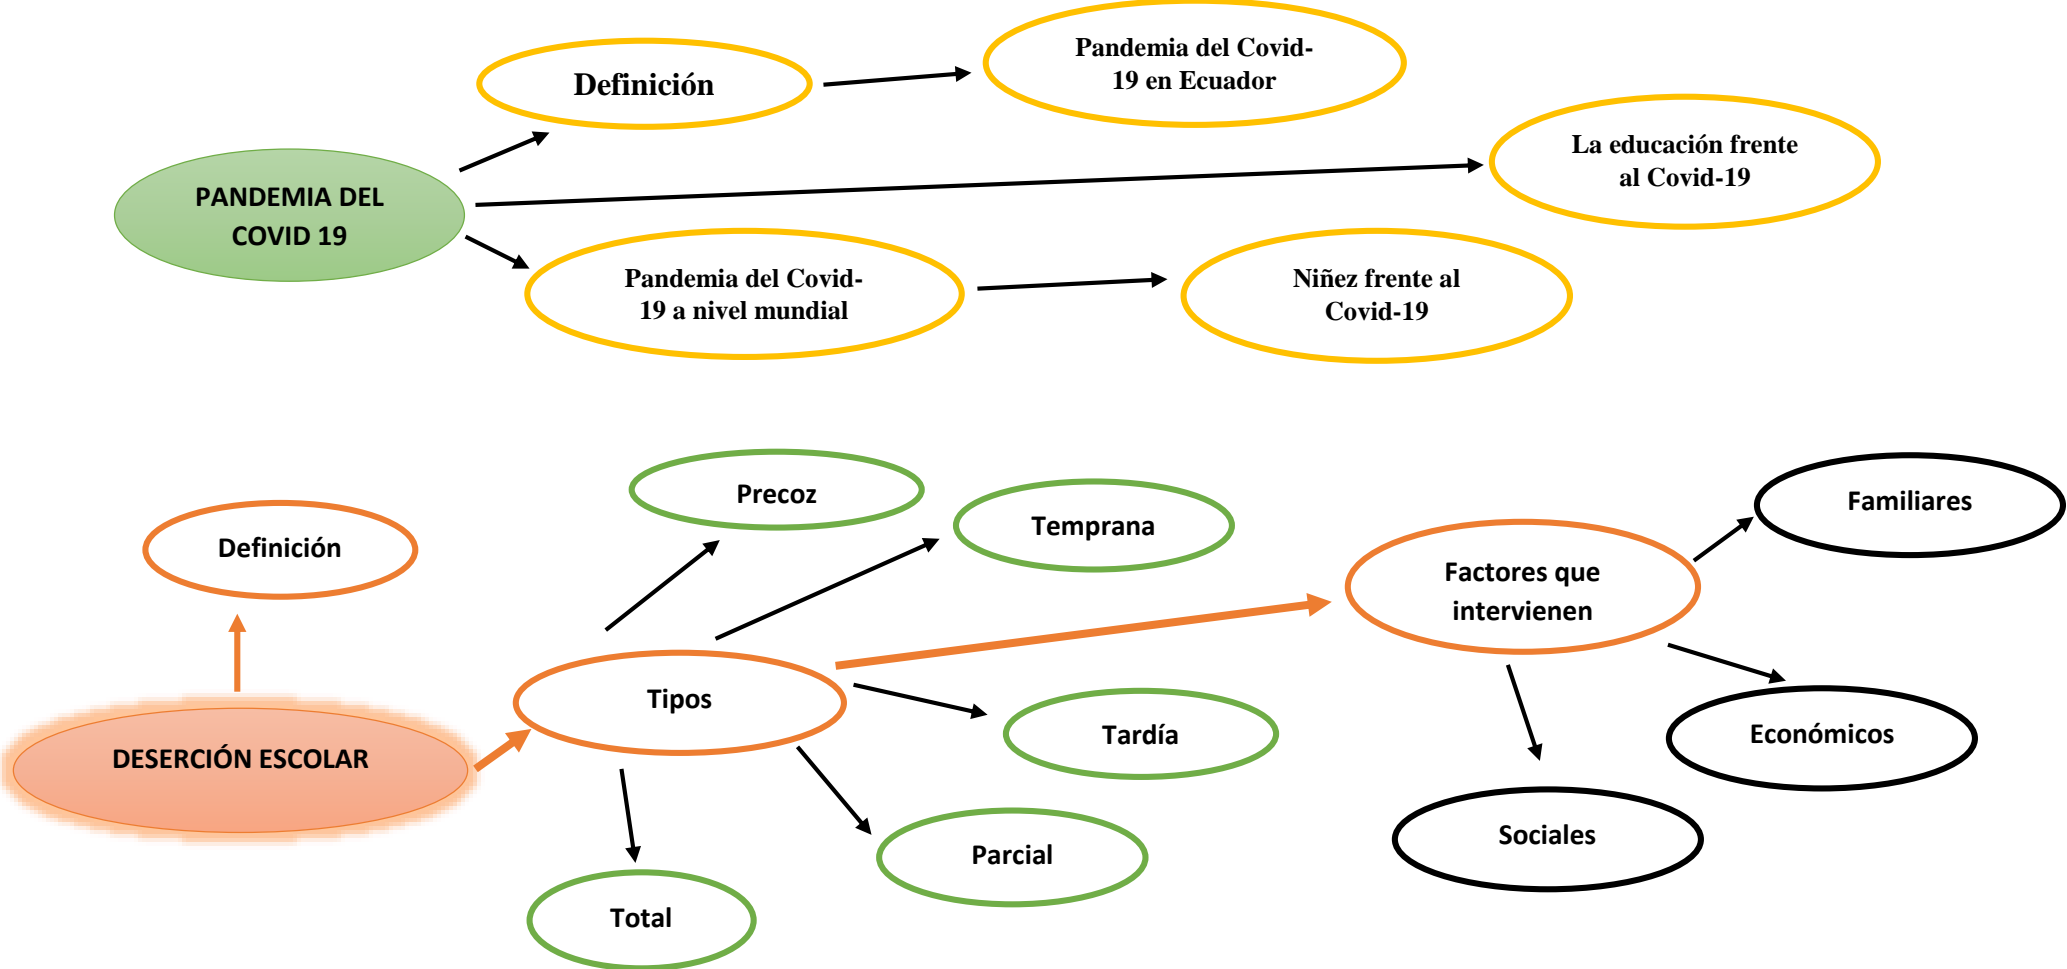 Pandemia del Covid-
19 en Ecuador
Definición
La educación frente
al Covid-19
PANDEMIA DEL
COVID 19
Pandemia del Covid-
19 a nivel mundial
Niñez frente al
Covid-19
Precoz
Temprana
Familiares
Definición
Factores que
intervienen
Tipos
DESERCIÓN ESCOLAR
Tardía
Económicos
Sociales
Parcial
Total